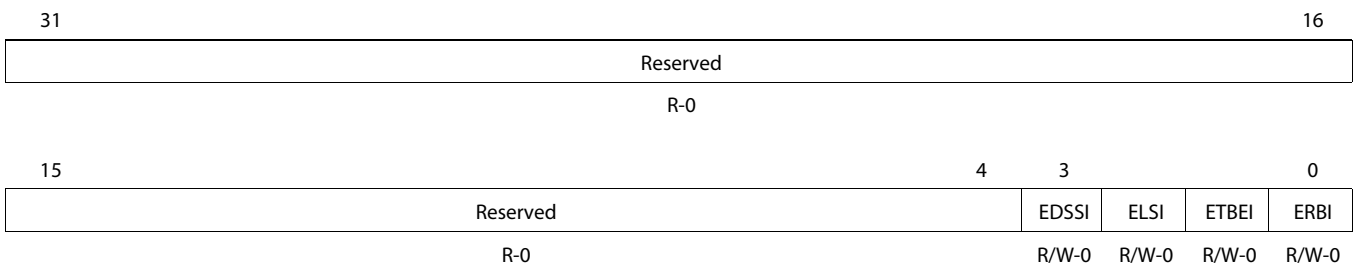 31 16
Reserved
R-0
15 4 3 0
Reserved EDSSI ELSI ETBEI ERBI
R-0 R/W-0 R/W-0 R/W-0 R/W-0